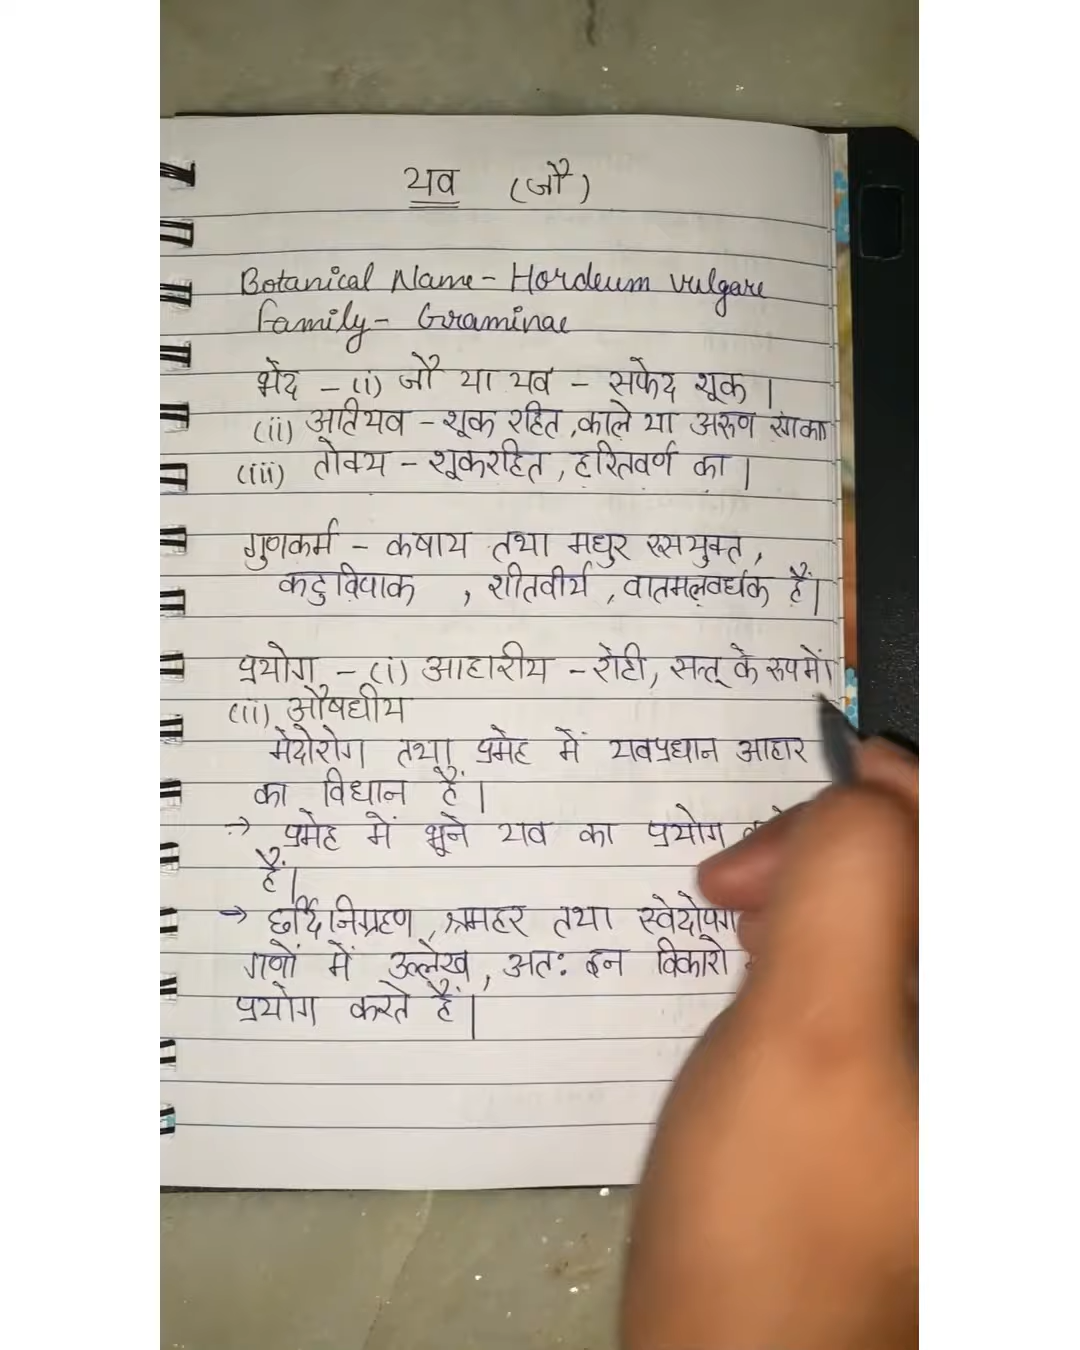 यव (जौ)
Botanical Name - Hordeum vulgare
Family - Graminae
भेद - (i) जौ या यव - सफेद शूक।
(ii) अतियव - शूक रहित, काले या अरुण रंग का
(iii) तोक्य - शूकरहित, हरितवर्ण का।
गुणकर्म - कषाय तथा मधुर रसयुक्त,
कटु विपाक , शीतवीर्य, वातमलवर्धक हैं।
प्रयोग - (i) आहारीय - रोटी, सत्तू के रूप में।
(ii) औषधीय
मेदोरोग तथा प्रमेह में यवप्रधान आहार
का विधान हैं।
→ प्रमेह में भूने यव का प्रयोग
हैं।
→ छर्दिनिग्रहण, श्रमहर तथा
गणों में उल्लेख, अतः इन विकारो
प्रयोग करते हैं।